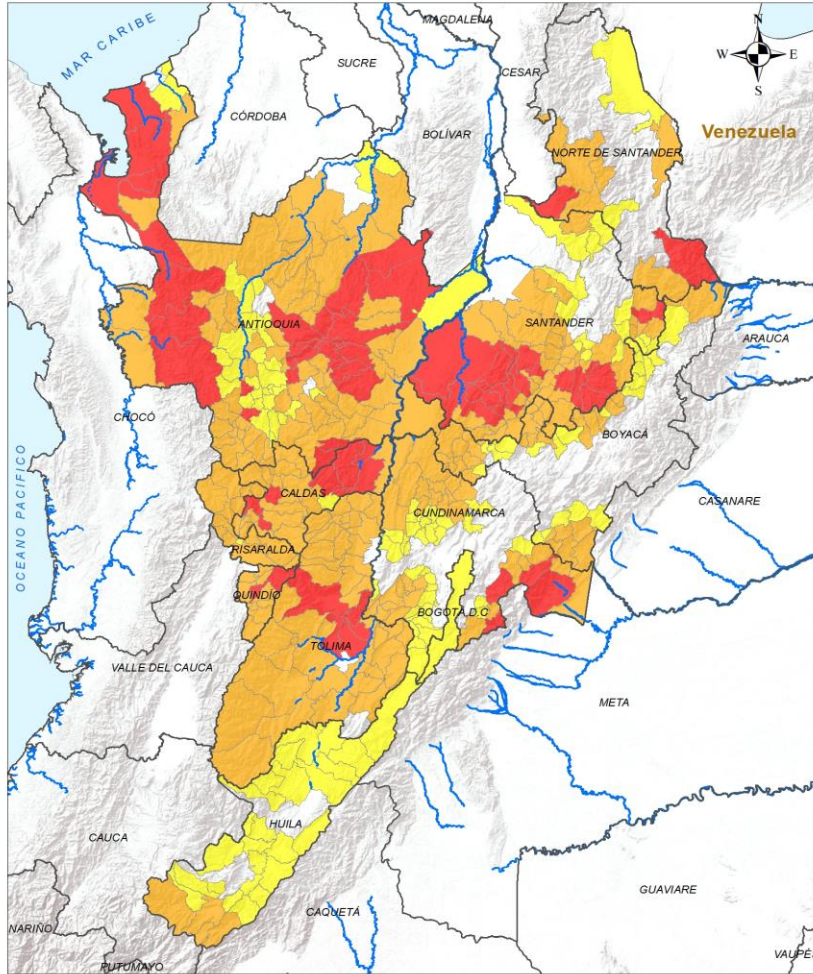 MAGDALENA
N
MAR CARIBE
W E
S
SUCRE
CESAR
CÓRDOBA
BOLÍVAR
Venezuela
NORTE DE SANTANDER
ANTIOQUIA
SANTANDER
ARAUCA
CHOCÓ
BOYACÁ
CALDAS
CASANARE
CUNDINAMARCA
OCEANO PACIFICO
RISARALDA
QUINDÍO
BOGOTÁ D.C
TOLIMA
VALLE DEL CAUCA
META
HUILA
CAUCA
GUAVIARE
CAQUETÁ
NARIÑO
PUTUMAYO
VAUPÉS